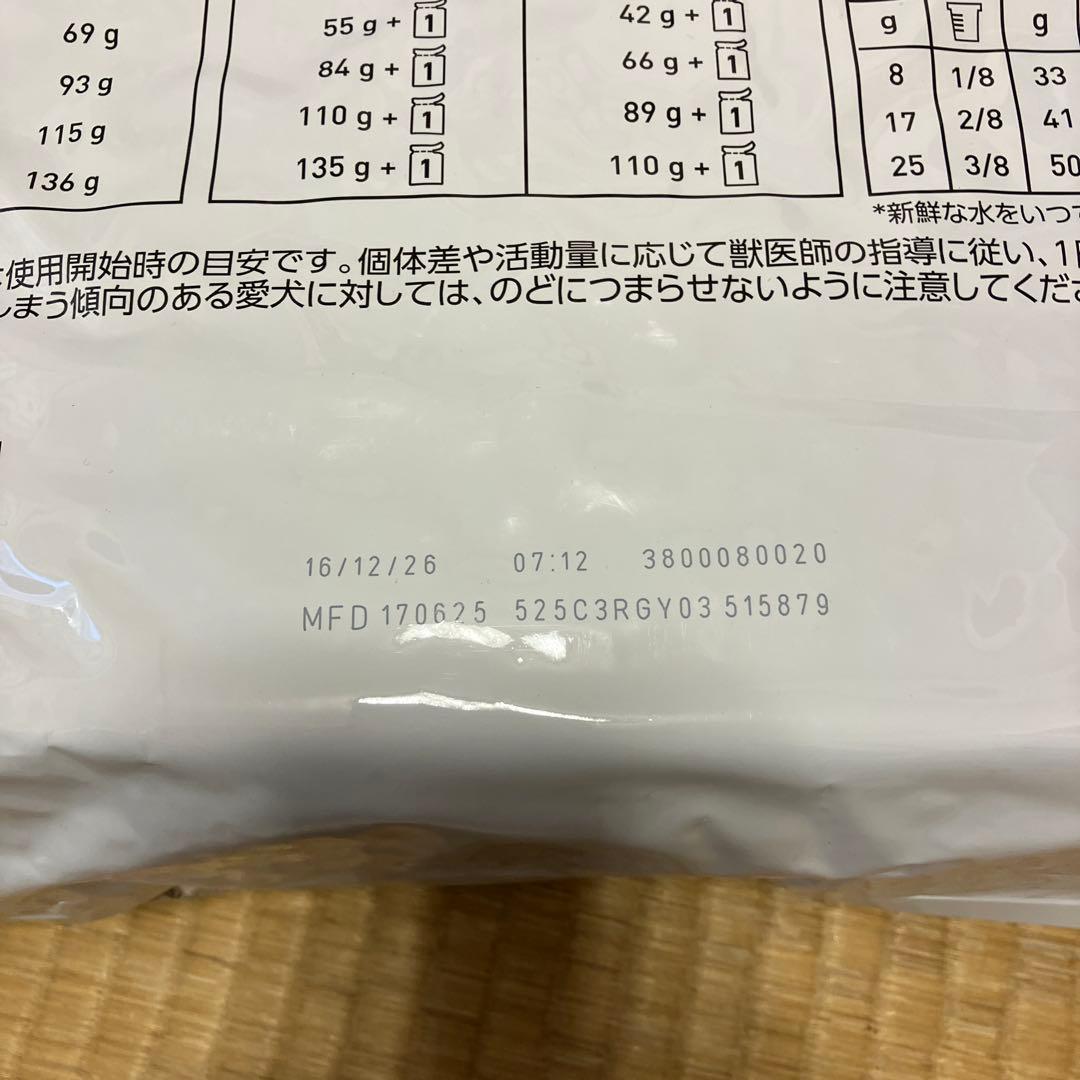 69 g
93 g
115 g
136 g
55 g + 1
84 g + 1
110 g + 1
135 g + 1
42 g + 1
66 g + 1
89 g + 1
110 g + 1
g g
8 1/8 33
17 2/8 41
25 3/8 50
*新鮮な水をいつ
使用開始時の目安です。個体差や活動量に応じて獣医師の指導に従い、1
しまう傾向のある愛犬に対しては、のどにつまらせないように注意してくだ
16/12/26 07:12 3800080020
MFD 170625 525C3RGY03 515879